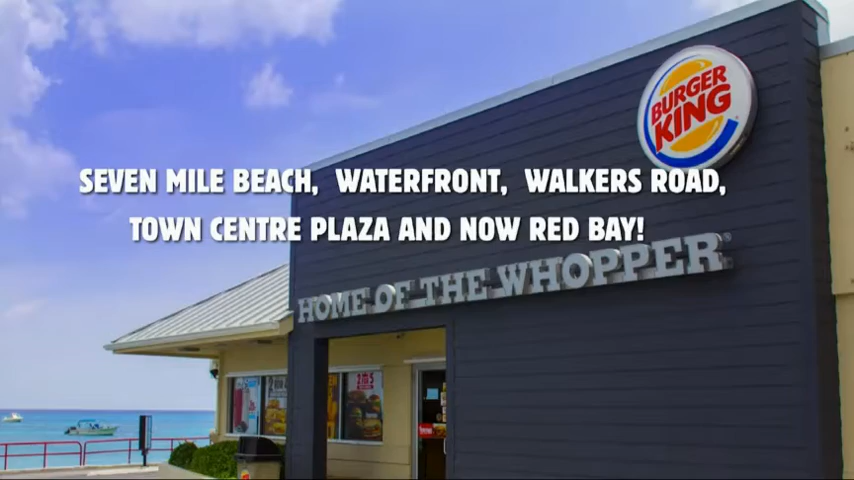 BURGER
KING
SEVEN MILE BEACH, WATERFRONT, WALKERS ROAD,
TOWN CENTRE PLAZA AND NOW RED BAY!
HOME OF THE WHOPPER®